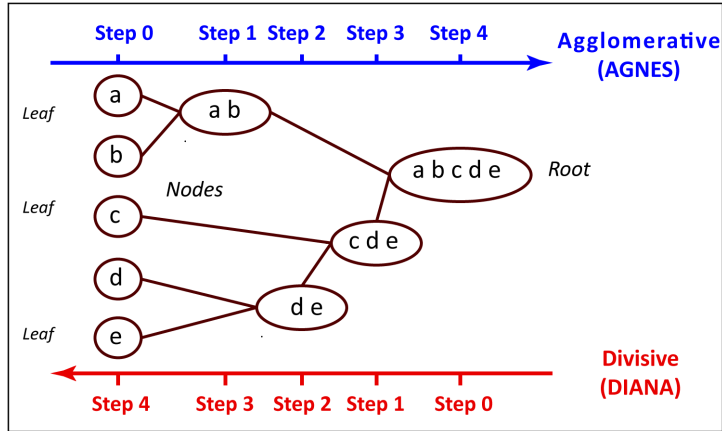 Step 0 Step 1 Step 2 Step 3 Step 4
Agglomerative
(AGNES)
Leaf
a
a b
b
a b c d e
Root
Nodes
Leaf
c
c d e
d
d e
Leaf
e
Divisive
(DIANA)
Step 4 Step 3 Step 2 Step 1 Step 0